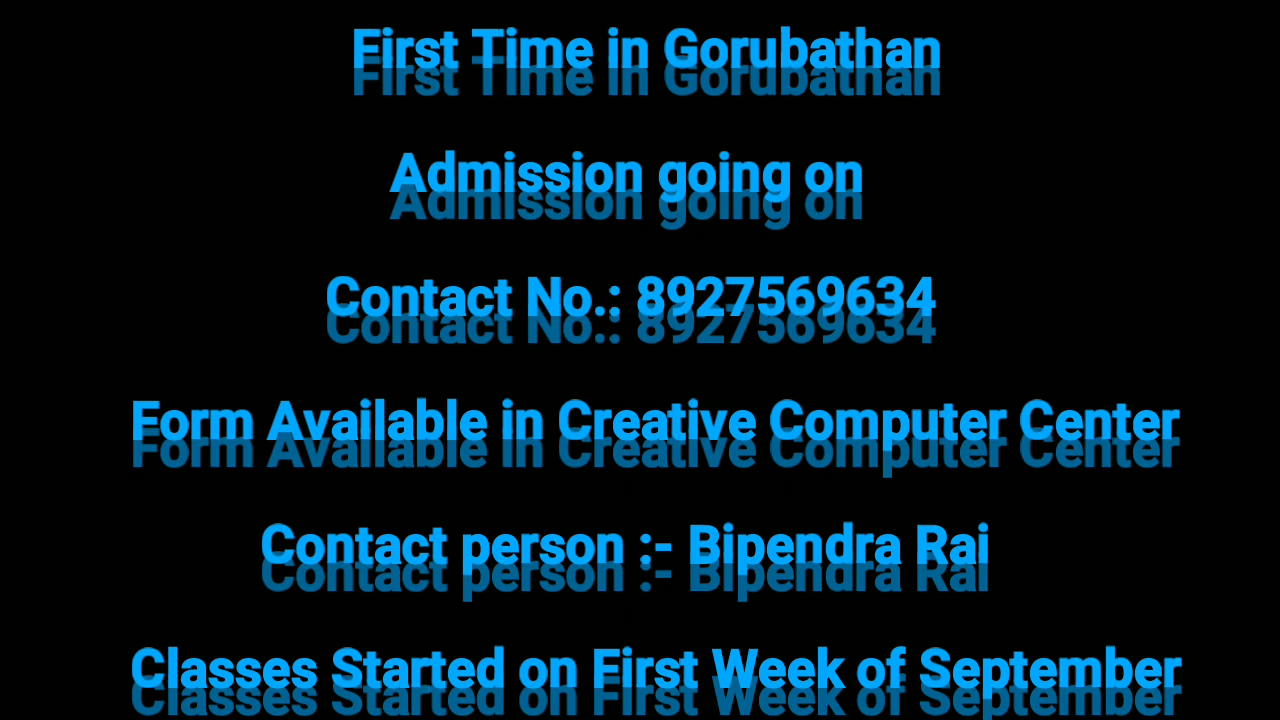 First Time in Gorubathan
Admission going on
Contact No.: 8927569634
Form Available in Creative Computer Center
Contact person :- Bipendra Rai
Classes Started on First Week of September